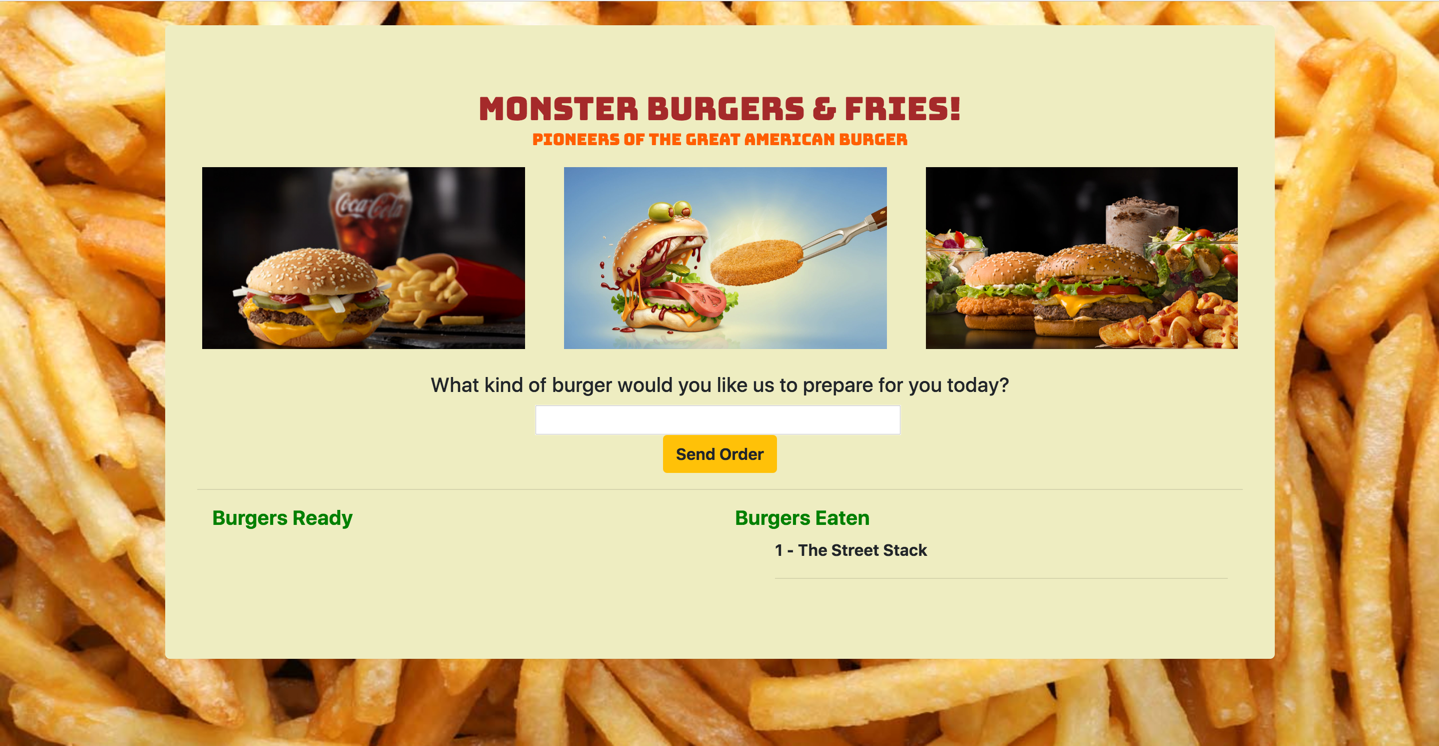 MONSTER BURGERS & FRIES!
PIONEERS OF THE GREAT AMERICAN BURGER
Coca-Cola
What kind of burger would you like us to prepare for you today?
Send Order
Burgers Ready
Burgers Eaten
1 - The Street Stack